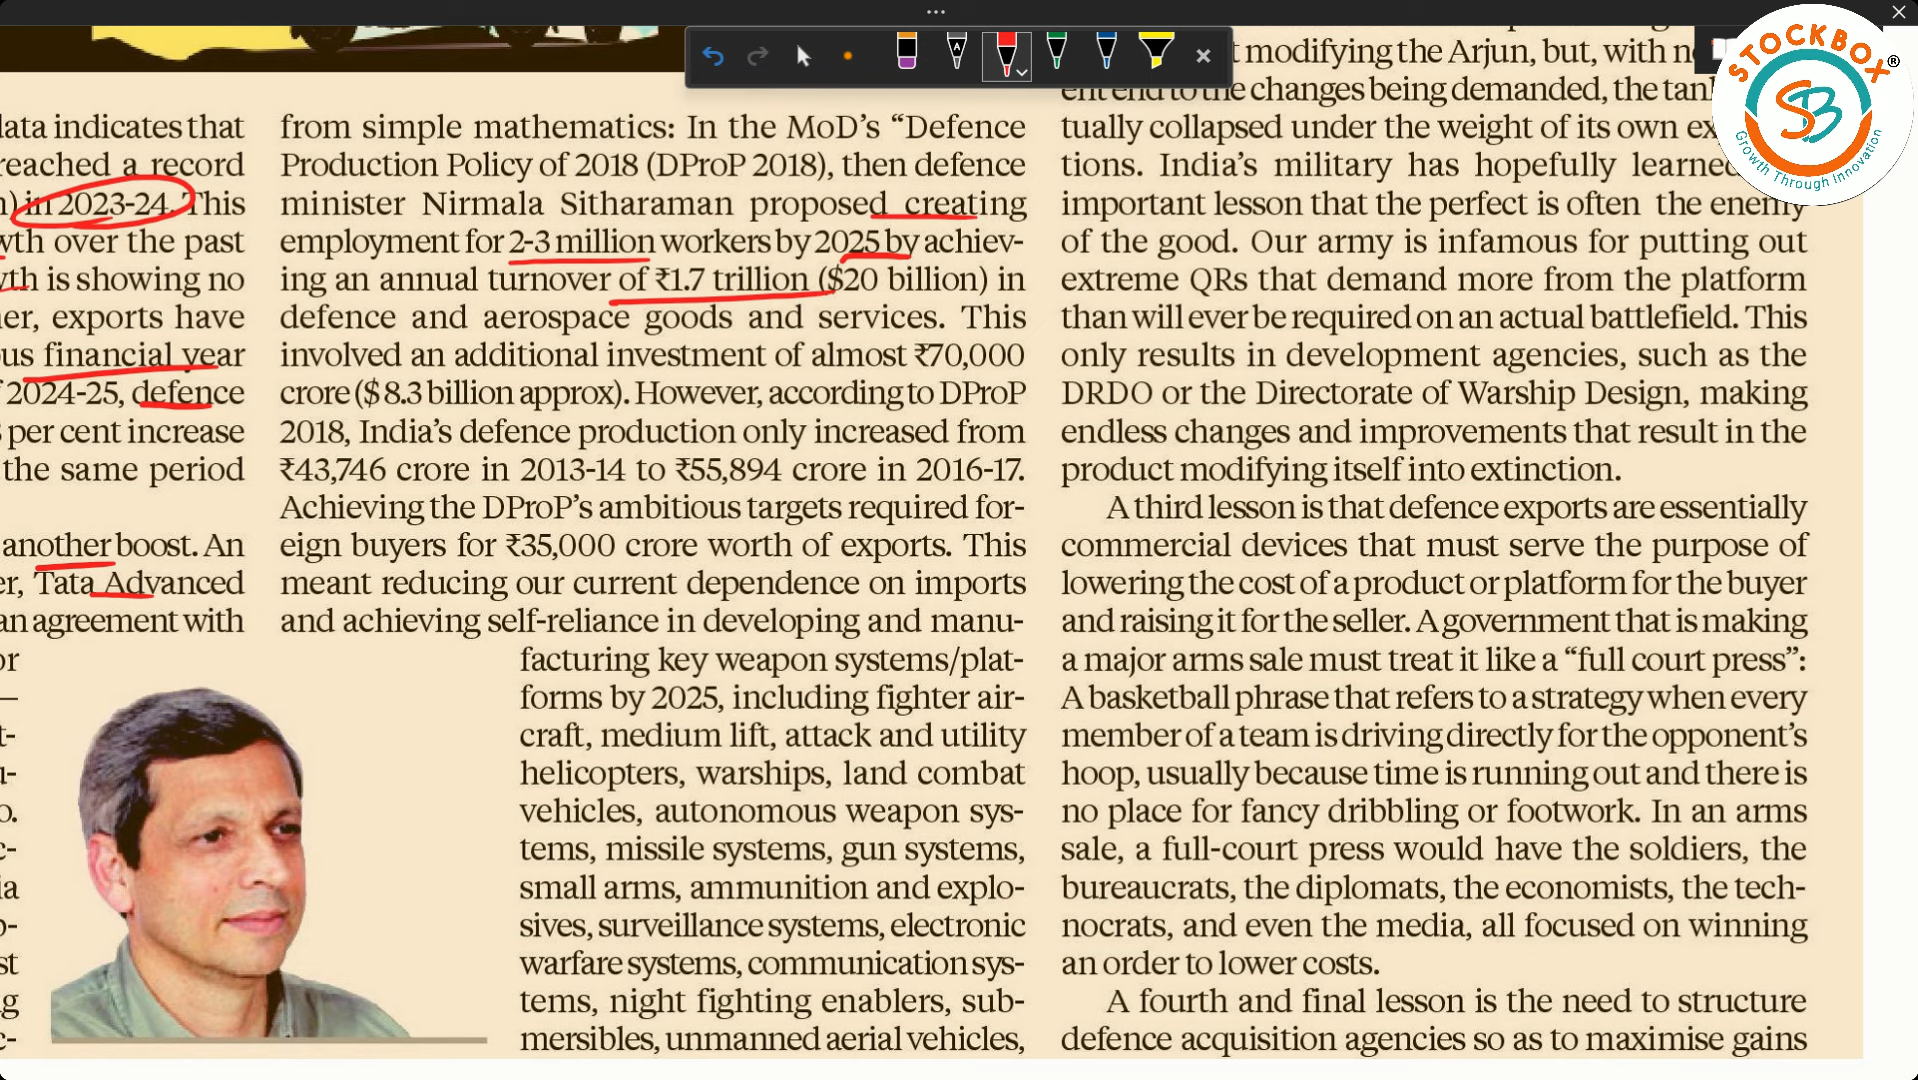 STOCKBOX®
SB
Growth Through Innovation
data indicates that
reached a record
in 2023-24. This
over the past
is showing no
exports have
financial year
2024-25, defence
per cent increase
the same period
another boost. An
Tata Advanced
an agreement with
from simple mathematics: In the MoD’s “Defence
Production Policy of 2018 (DProP 2018), then defence
minister Nirmala Sitharaman proposed creating
employment for 2-3 million workers by 2025 by achiev-
ing an annual turnover of ₹1.7 trillion ($20 billion) in
defence and aerospace goods and services. This
involved an additional investment of almost ₹70,000
crore ($ 8.3 billion approx). However, according to DProP
2018, India’s defence production only increased from
₹43,746 crore in 2013-14 to ₹55,894 crore in 2016-17.
Achieving the DProP’s ambitious targets required for-
eign buyers for ₹35,000 crore worth of exports. This
meant reducing our current dependence on imports
and achieving self-reliance in developing and manu-
facturing key weapon systems/plat-
forms by 2025, including fighter air-
craft, medium lift, attack and utility
helicopters, warships, land combat
vehicles, autonomous weapon sys-
tems, missile systems, gun systems,
small arms, ammunition and explo-
sives, surveillance systems, electronic
warfare systems, communication sys-
tems, night fighting enablers, sub-
mersibles, unmanned aerial vehicles,
modifying the Arjun, but, with
the changes being demanded, the
tually collapsed under the weight of its own
tions. India’s military has hopefully learned
important lesson that the perfect is often the enemy
of the good. Our army is infamous for putting out
extreme QRs that demand more from the platform
than will ever be required on an actual battlefield. This
only results in development agencies, such as the
DRDO or the Directorate of Warship Design, making
endless changes and improvements that result in the
product modifying itself into extinction.
A third lesson is that defence exports are essentially
commercial devices that must serve the purpose of
lowering the cost of a product or platform for the buyer
and raising it for the seller. A government that is making
a major arms sale must treat it like a “full court press”:
A basketball phrase that refers to a strategy when every
member of a team is driving directly for the opponent’s
hoop, usually because time is running out and there is
no place for fancy dribbling or footwork. In an arms
sale, a full-court press would have the soldiers, the
bureaucrats, the diplomats, the economists, the tech-
nocrats, and even the media, all focused on winning
an order to lower costs.
A fourth and final lesson is the need to structure
defence acquisition agencies so as to maximise gains